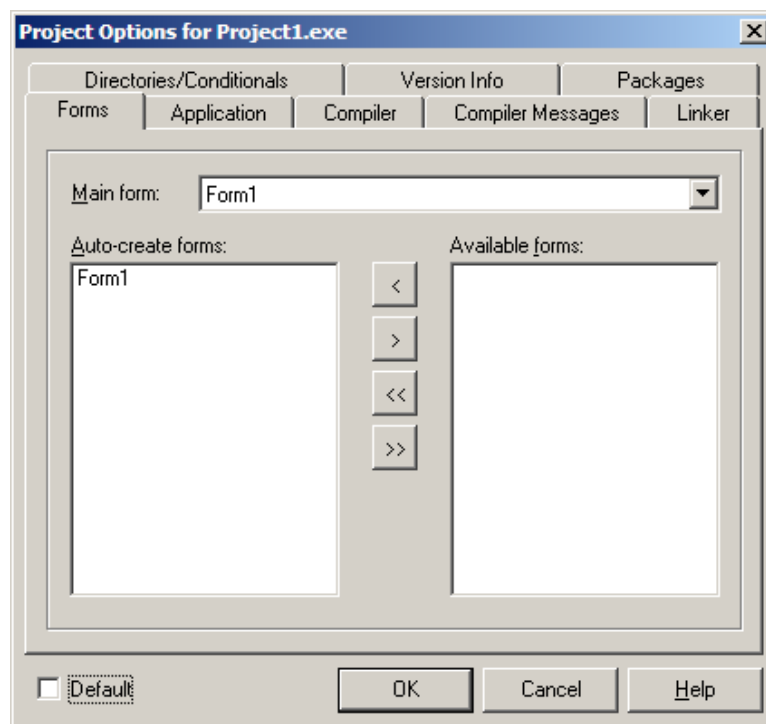 Project Options for Project1.exe
Directories/Conditionals Version Info Packages
Forms Application Compiler Compiler Messages Linker
Main form: Form1
Auto-create forms: Available forms:
Form1
<
>
<<
>>
Default OK Cancel Help